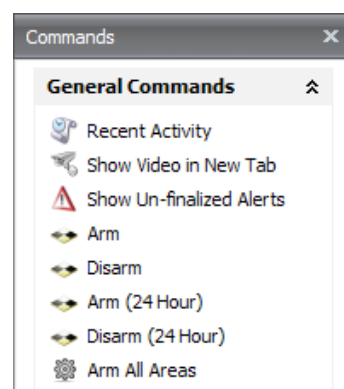 Commands
General Commands
Recent Activity
Show Video in New Tab
Show Un-finalized Alerts
Arm
Disarm
Arm (24 Hour)
Disarm (24 Hour)
Arm All Areas